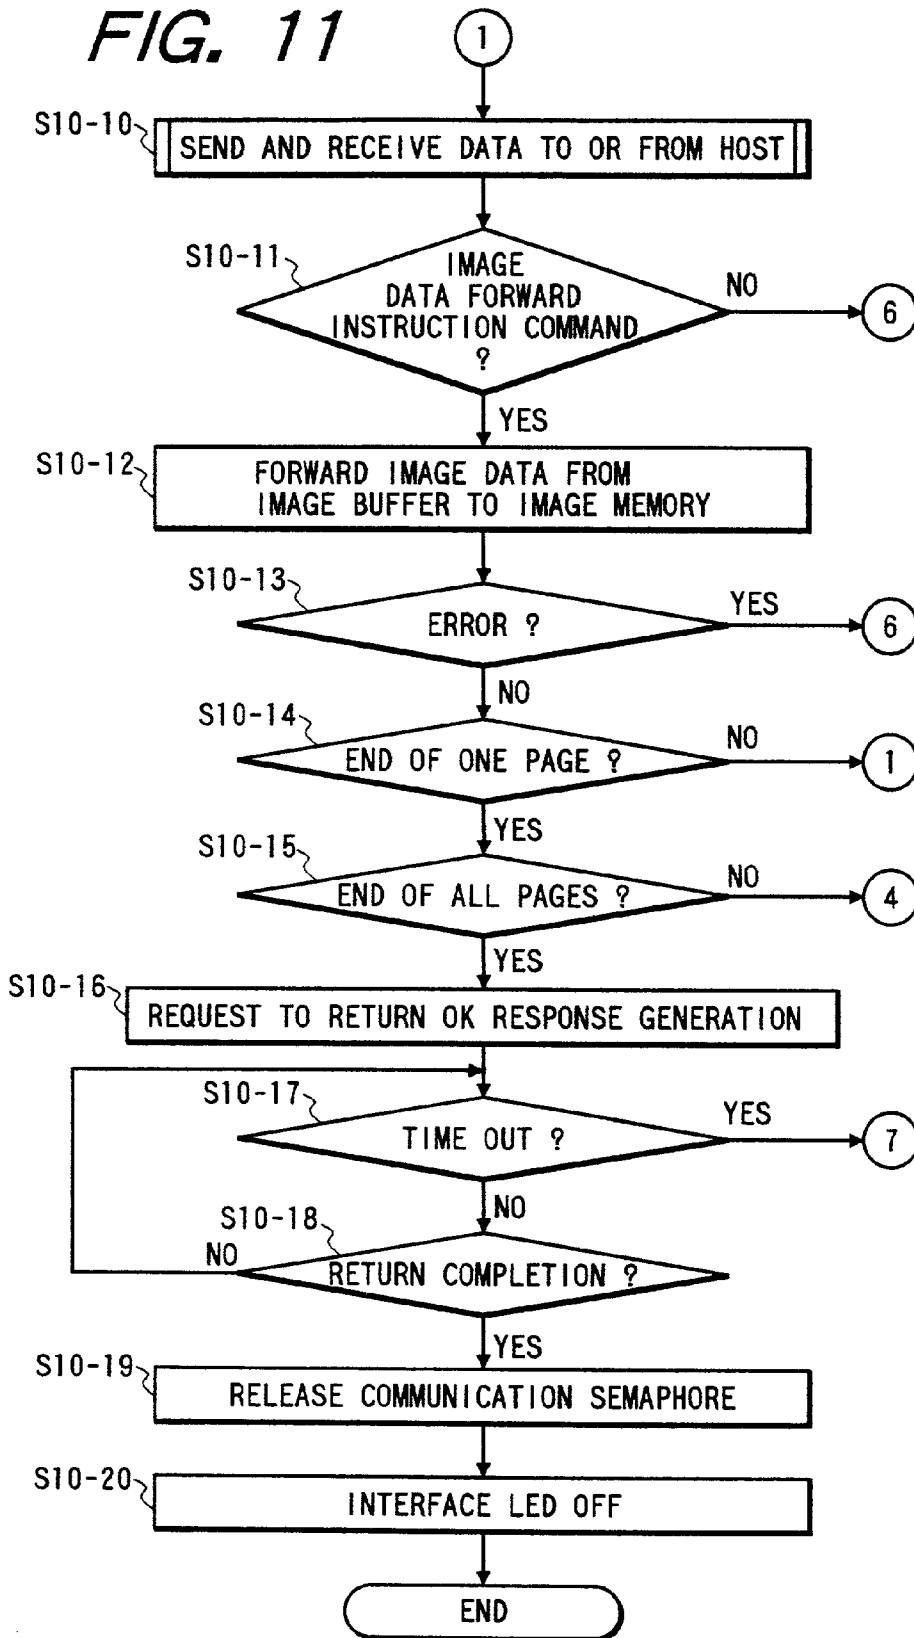 FIG. 11
1
S10-10
SEND AND RECEIVE DATA TO OR FROM HOST
S10-11
IMAGE
DATA FORWARD
INSTRUCTION COMMAND
?
NO
6
YES
S10-12
FORWARD IMAGE DATA FROM
IMAGE BUFFER TO IMAGE MEMORY
S10-13
ERROR ?
YES
6
NO
S10-14
END OF ONE PAGE ?
NO
1
YES
S10-15
END OF ALL PAGES ?
NO
4
YES
S10-16
REQUEST TO RETURN OK RESPONSE GENERATION
S10-17
TIME OUT ?
YES
7
NO
S10-18
NO
RETURN COMPLETION ?
YES
S10-19
RELEASE COMMUNICATION SEMAPHORE
S10-20
INTERFACE LED OFF
END